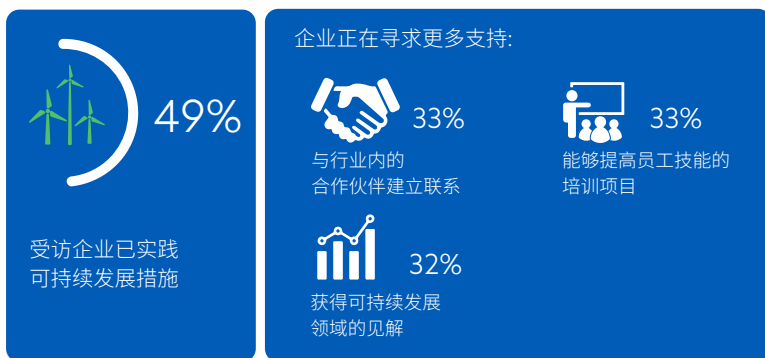 49%
受访企业已实践
可持续发展措施
企业正在寻求更多支持:
33%
与行业内的
合作伙伴建立联系
33%
能够提高员工技能的
培训项目
32%
获得可持续发展
领域的见解